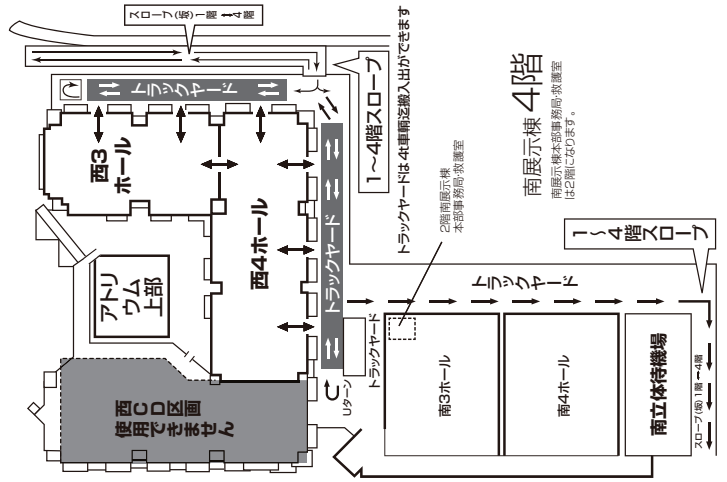 スロープ(坂) 1階⟷4階
1～4階スロープ
トラックヤード
西3
ホール
西4ホール
トラックヤード
アトリ
ウム
上部
西CD区画
使用できません
Uターン
トラックヤードは4t車輌迄搬入出ができます
2階南展示棟
本部事務局・救護室
南展示棟 4階
南展示棟本部事務局・救護室
は2階になります。
1～4階スロープ
トラックヤード
トラックヤード
南3ホール
南4ホール
南立体待機場
スロープ(坂) 1階→4階